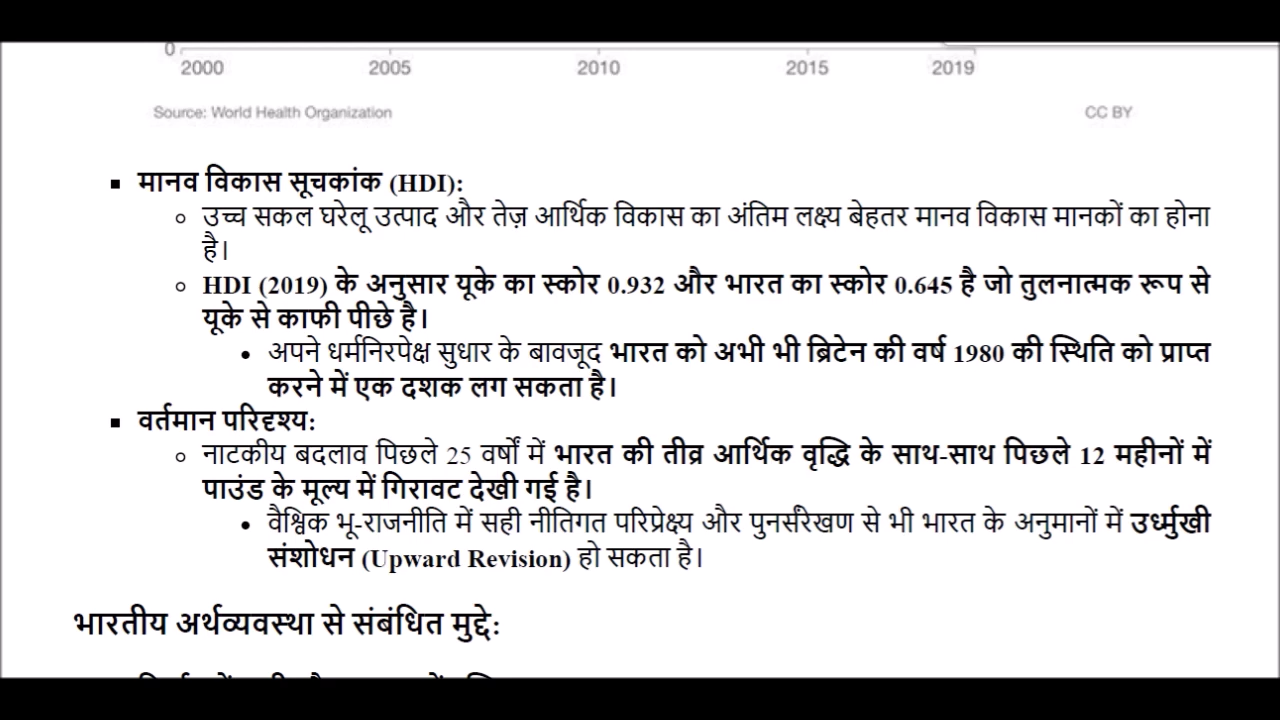 0
2000 2005 2010 2015 2019
Source: World Health Organization CC BY
▪ मानव विकास सूचकांक (HDI):
○ उच्च सकल घरेलू उत्पाद और तेज़ आर्थिक विकास का अंतिम लक्ष्य बेहतर मानव विकास मानकों का होना
है।
○ HDI (2019) के अनुसार यूके का स्कोर 0.932 और भारत का स्कोर 0.645 है जो तुलनात्मक रूप से
यूके से काफी पीछे है।
• अपने धर्मनिरपेक्ष सुधार के बावजूद भारत को अभी भी ब्रिटेन की वर्ष 1980 की स्थिति को प्राप्त
करने में एक दशक लग सकता है।
▪ वर्तमान परिदृश्य:
○ नाटकीय बदलाव पिछले 25 वर्षों में भारत की तीव्र आर्थिक वृद्धि के साथ-साथ पिछले 12 महीनों में
पाउंड के मूल्य में गिरावट देखी गई है।
• वैश्विक भू-राजनीति में सही नीतिगत परिप्रेक्ष्य और पुनर्संरेखण से भी भारत के अनुमानों में उर्ध्मुखी
संशोधन (Upward Revision) हो सकता है।
भारतीय अर्थव्यवस्था से संबंधित मुद्दे: